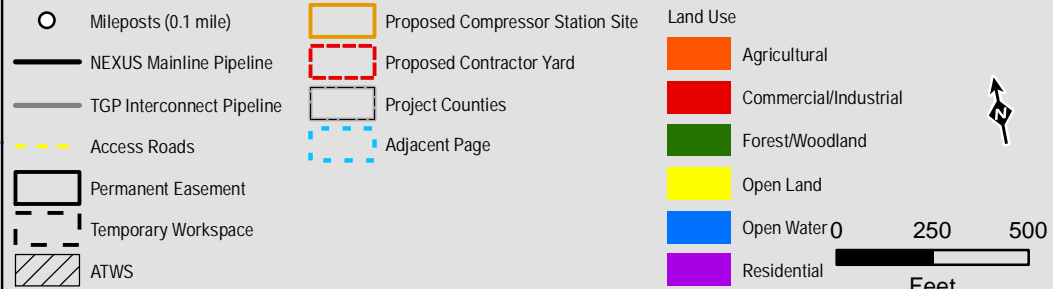 Mileposts (0.1 mile)
NEXUS Mainline Pipeline
TGP Interconnect Pipeline
Access Roads
Permanent Easement
Temporary Workspace
ATWS
Proposed Compressor Station Site
Proposed Contractor Yard
Project Counties
Adjacent Page
Land Use
Agricultural
Commercial/Industrial
Forest/Woodland
Open Land
Open Water
Residential
N
0 250 500
Feet